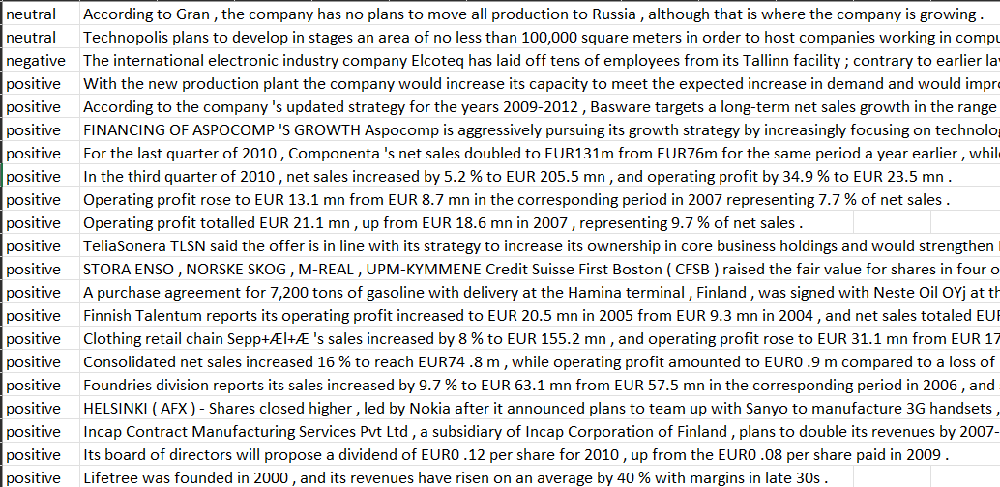 neutral According to Gran , the company has no plans to move all production to Russia , although that is where the company is growing .
neutral Technopolis plans to develop in stages an area of no less than 100,000 square meters in order to host companies working in compu
negative The international electronic industry company Elcoteq has laid off tens of employees from its Tallinn facility ; contrary to earlier la
positive With the new production plant the company would increase its capacity to meet the expected increase in demand and would impro
positive According to the company 's updated strategy for the years 2009-2012 , Basware targets a long-term net sales growth in the range
positive FINANCING OF ASPOCOMP 'S GROWTH Aspocomp is aggressively pursuing its growth strategy by increasingly focusing on technolo
positive For the last quarter of 2010 , Componenta 's net sales doubled to EUR131m from EUR76m for the same period a year earlier , whil
positive In the third quarter of 2010 , net sales increased by 5.2 % to EUR 205.5 mn , and operating profit by 34.9 % to EUR 23.5 mn .
positive Operating profit rose to EUR 13.1 mn from EUR 8.7 mn in the corresponding period in 2007 representing 7.7 % of net sales .
positive Operating profit totalled EUR 21.1 mn , up from EUR 18.6 mn in 2007 , representing 9.7 % of net sales .
positive TeliaSonera TLSN said the offer is in line with its strategy to increase its ownership in core business holdings and would strengthen
positive STORA ENSO , NORSKE SKOG , M-REAL , UPM-KYMMENE Credit Suisse First Boston ( CFSB ) raised the fair value for shares in four o
positive A purchase agreement for 7,200 tons of gasoline with delivery at the Hamina terminal , Finland , was signed with Neste Oil OYj at th
positive Finnish Talentum reports its operating profit increased to EUR 20.5 mn in 2005 from EUR 9.3 mn in 2004 , and net sales totaled EU
positive Clothing retail chain Sepp+Æl+Æ 's sales increased by 8 % to EUR 155.2 mn , and operating profit rose to EUR 31.1 mn from EUR 17
positive Consolidated net sales increased 16 % to reach EUR74 .8 m , while operating profit amounted to EUR0 .9 m compared to a loss of
positive Foundries division reports its sales increased by 9.7 % to EUR 63.1 mn from EUR 57.5 mn in the corresponding period in 2006 , and
positive HELSINKI ( AFX ) - Shares closed higher , led by Nokia after it announced plans to team up with Sanyo to manufacture 3G handsets ,
positive Incap Contract Manufacturing Services Pvt Ltd , a subsidiary of Incap Corporation of Finland , plans to double its revenues by 2007-
positive Its board of directors will propose a dividend of EUR0 .12 per share for 2010 , up from the EUR0 .08 per share paid in 2009 .
positive Lifetree was founded in 2000 , and its revenues have risen on an average by 40 % with margins in late 30s .